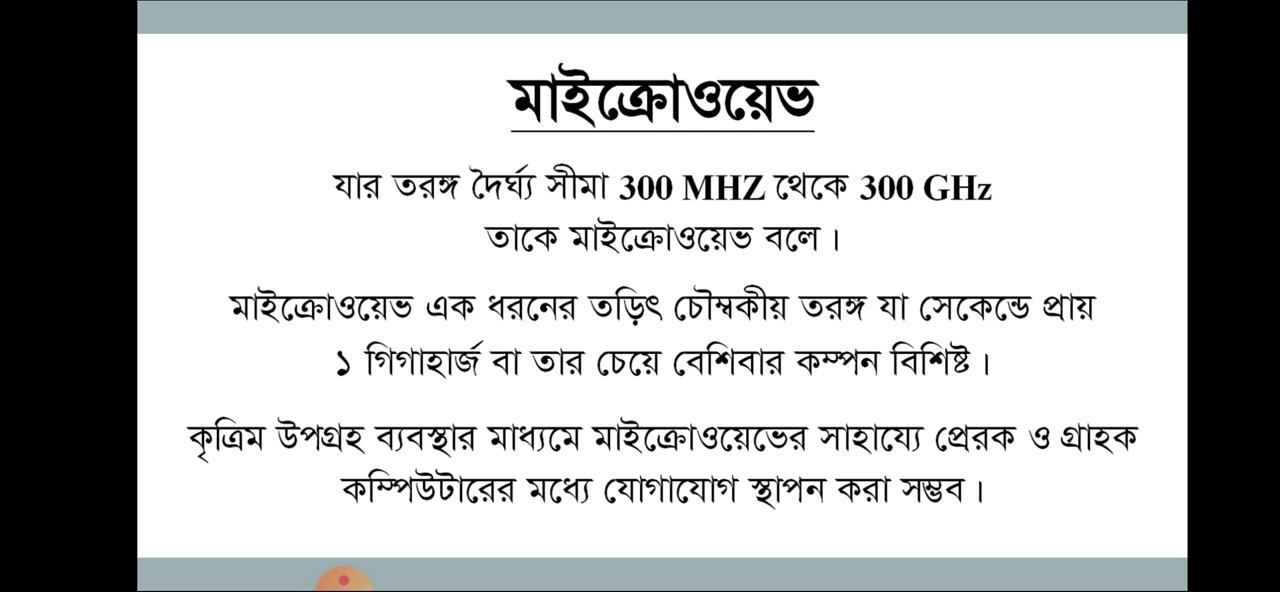 মাইক্রোওয়েভ
যার তরঙ্গ দৈর্ঘ্য সীমা 300 MHZ থেকে 300 GHz
তাকে মাইক্রোওয়েভ বলে।
মাইক্রোওয়েভ এক ধরনের তড়িৎ চৌম্বকীয় তরঙ্গ যা সেকেন্ডে প্রায়
১ গিগাহার্জ বা তার চেয়ে বেশিবার কম্পন বিশিষ্ট।
কৃত্রিম উপগ্রহ ব্যবস্থার মাধ্যমে মাইক্রোওয়েভের সাহায্যে প্রেরক ও গ্রাহক
কম্পিউটারের মধ্যে যোগাযোগ স্থাপন করা সম্ভব।